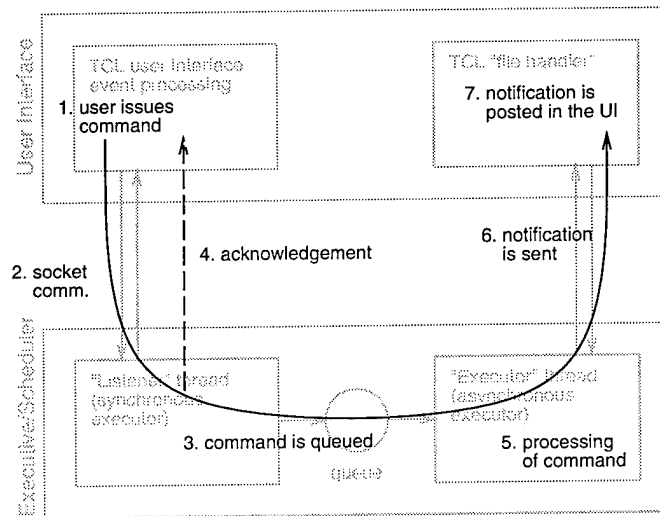 User Interface
TCL user interface
event processing
1. user issues
command
TCL "file handler"
7. notification is
posted in the UI
2. socket
comm.
4. acknowledgement
6. notification
is sent
Executive/Scheduler
"Listener" thread
(synchronous
executor)
3. command is queued
queue
"Executor" thread
(asynchronous
executor)
5. processing
of command